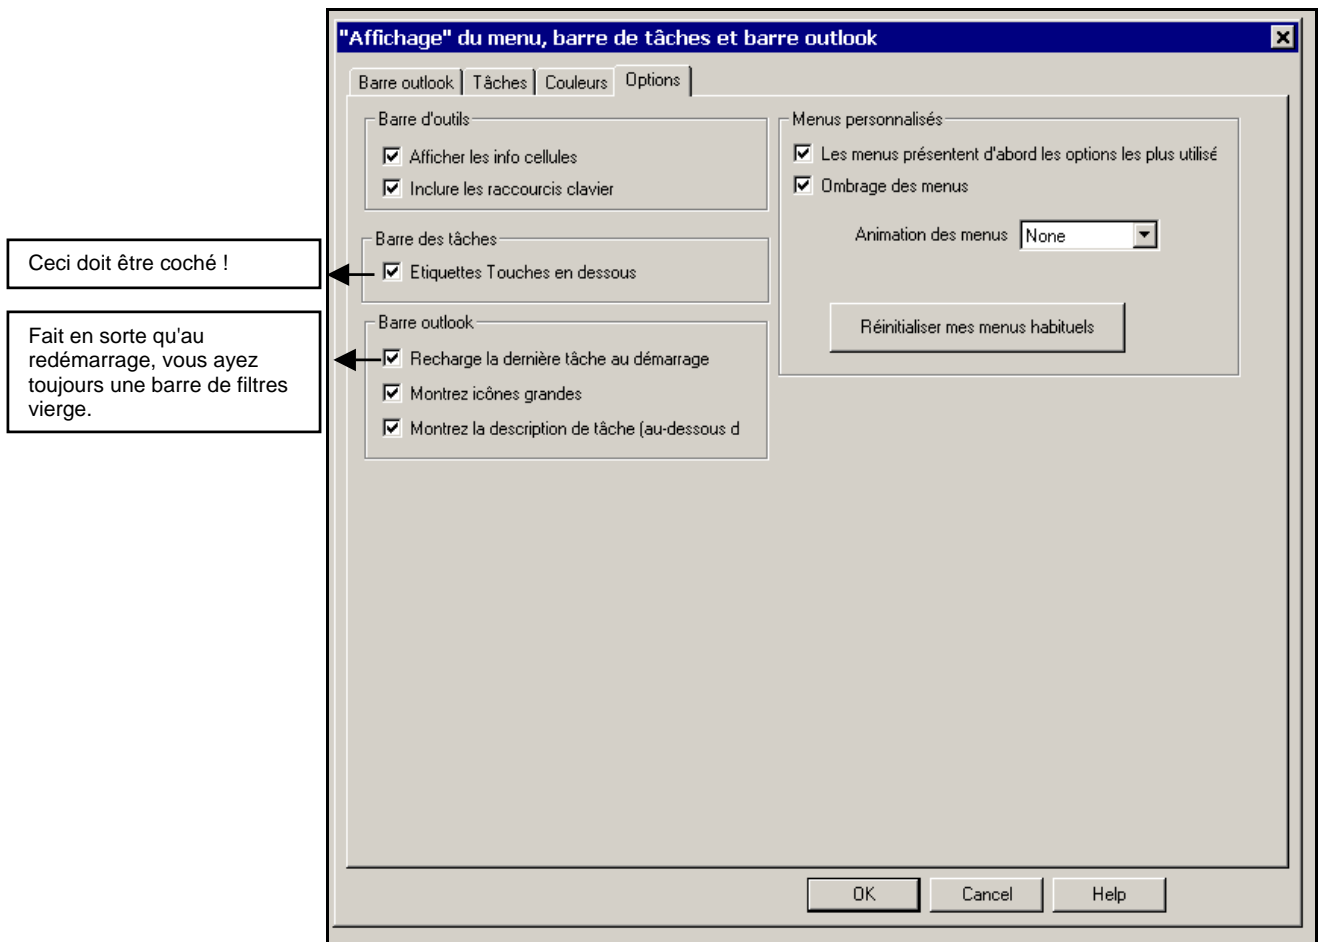 "Affichage" du menu, barre de tâches et barre outlook
Barre outlook
Tâches
Couleurs
Options
Barre d'outils
Afficher les info cellules
Inclure les raccourcis clavier
Barre des tâches
Etiquettes Touches en dessous
Barre outlook
Recharge la dernière tâche au démarrage
Montrez icônes grandes
Montrez la description de tâche (au-dessous d
Menus personnalisés
Les menus présentent d'abord les options les plus utilisé
Ombrage des menus
Animation des menus None
Réinitialiser mes menus habituels
Ceci doit être coché !
Fait en sorte qu'au
redémarrage, vous ayez
toujours une barre de filtres
vierge.
OK
Cancel
Help